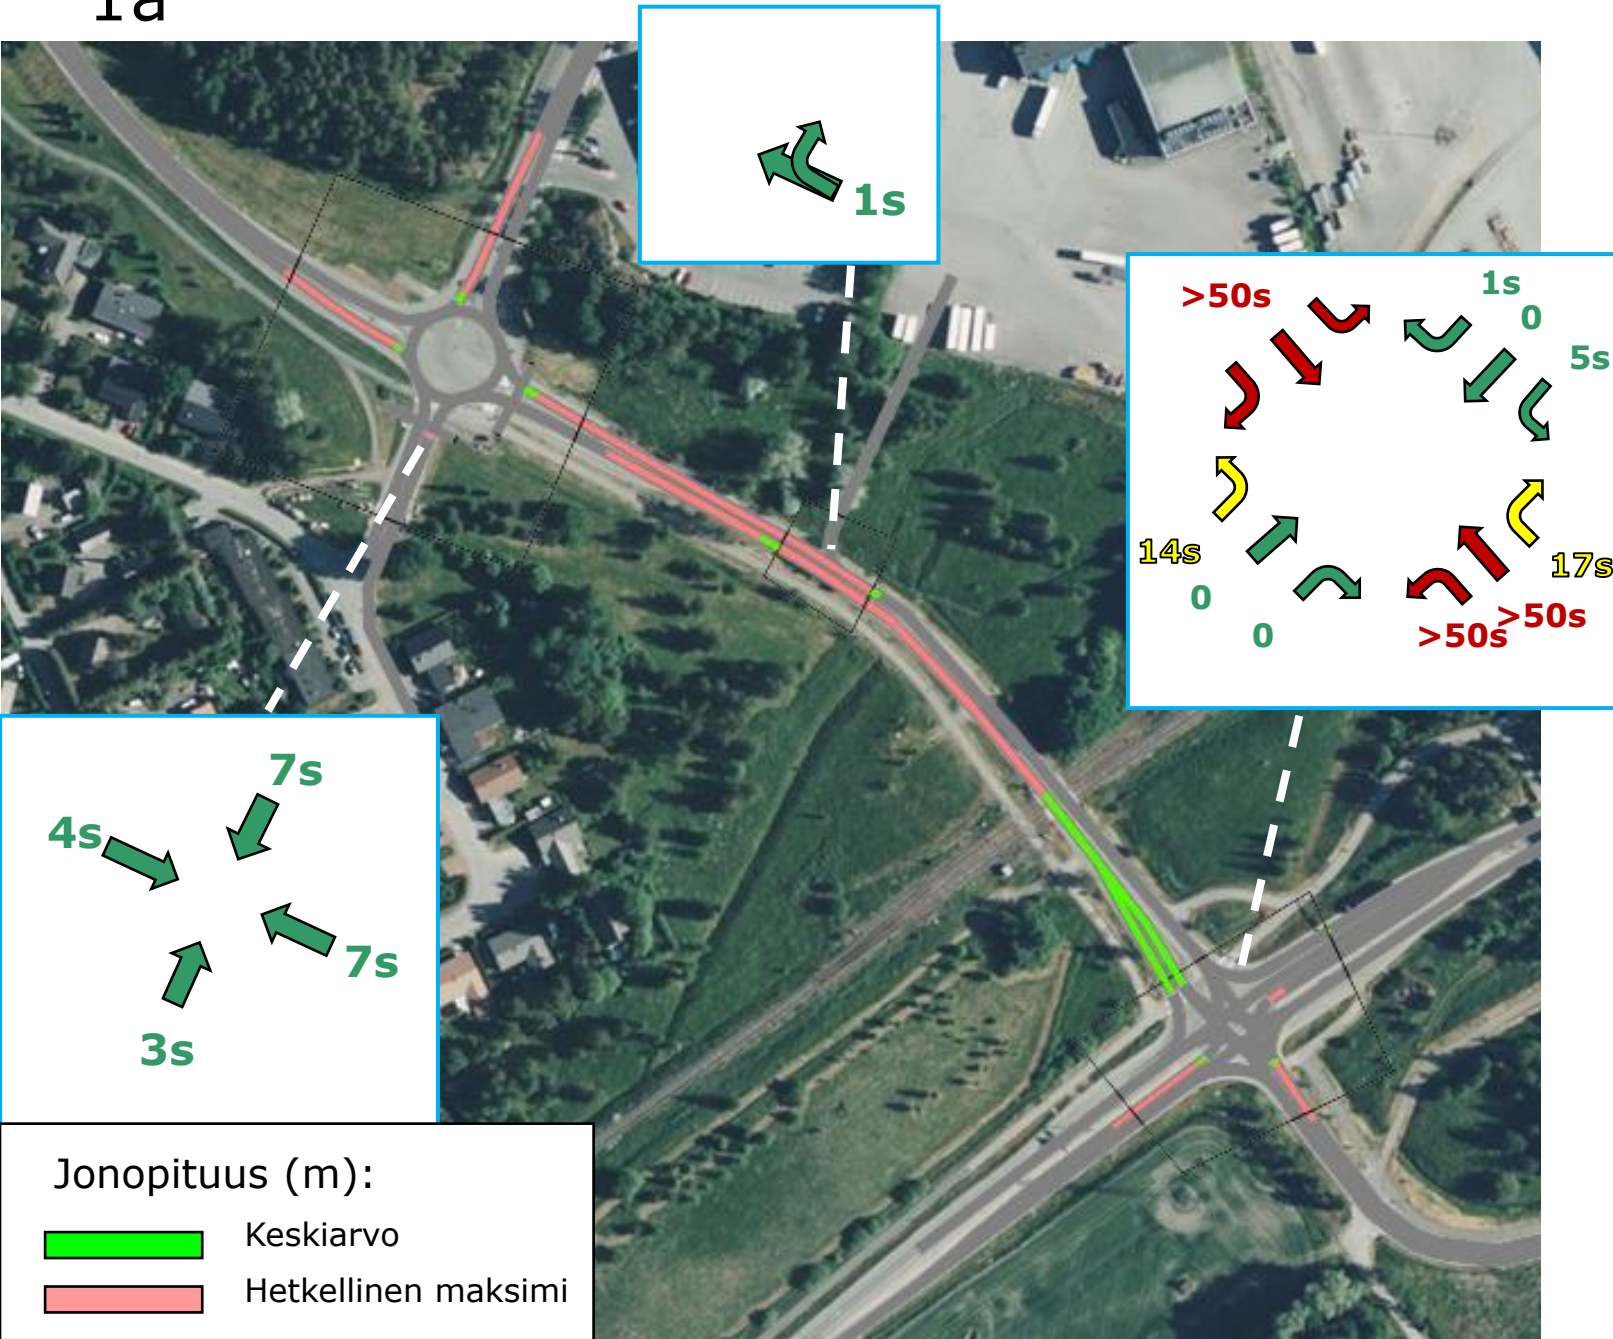 1a
1s
>50s
1s
0
5s
14s
0
0
17s
>50s
>50s
7s
4s
7s
3s
Jonopituus (m):
Keskiarvo
Hetkellinen maksimi